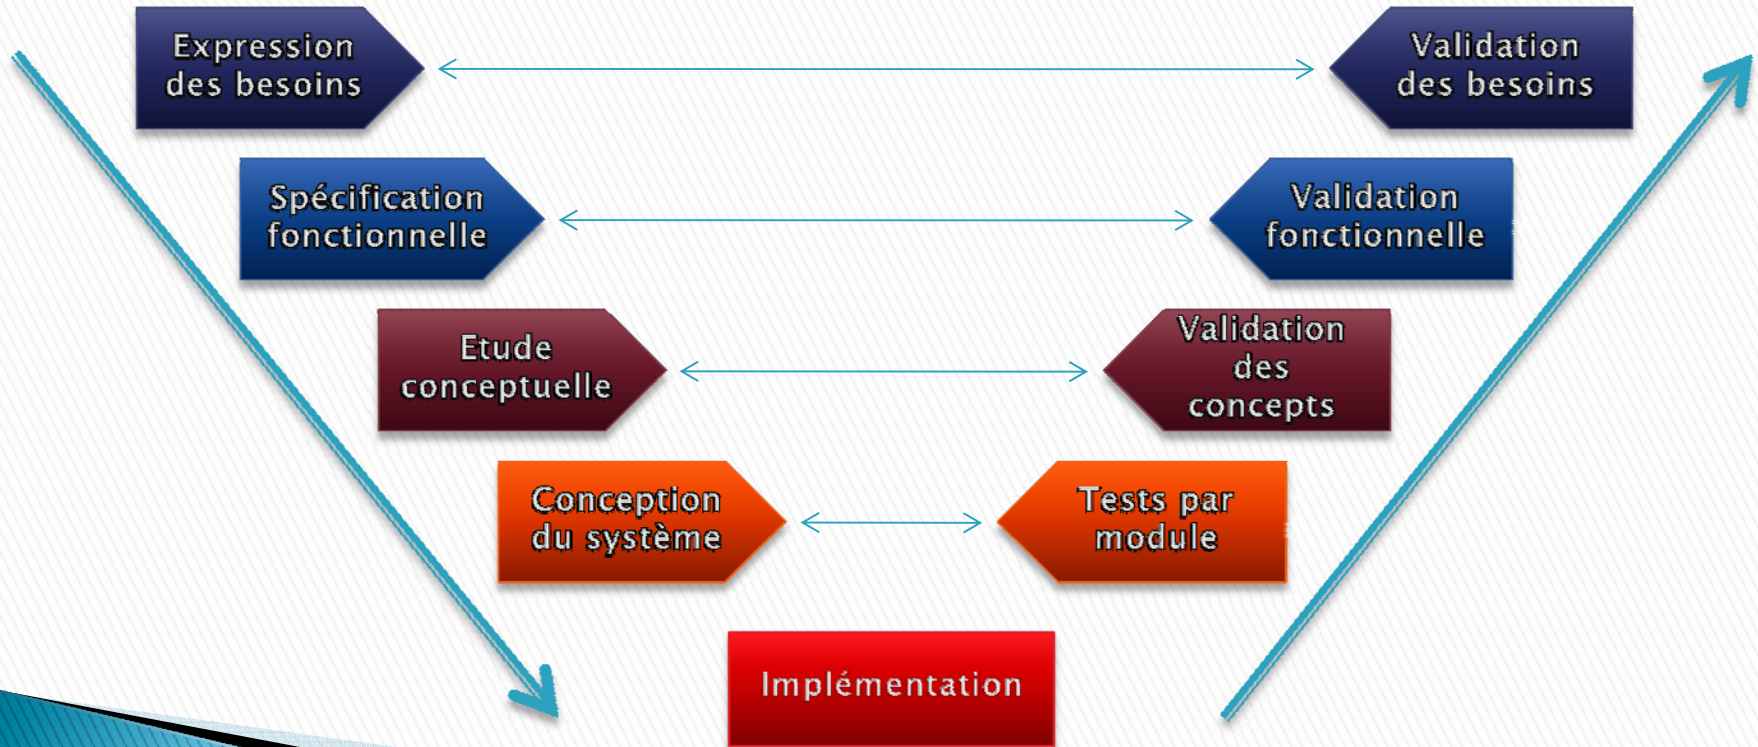 Expression
des besoins
Validation
des besoins
Spécification
fonctionnelle
Validation
fonctionnelle
Etude
conceptuelle
Validation
des
concepts
Conception
du système
Tests par
module
Implémentation